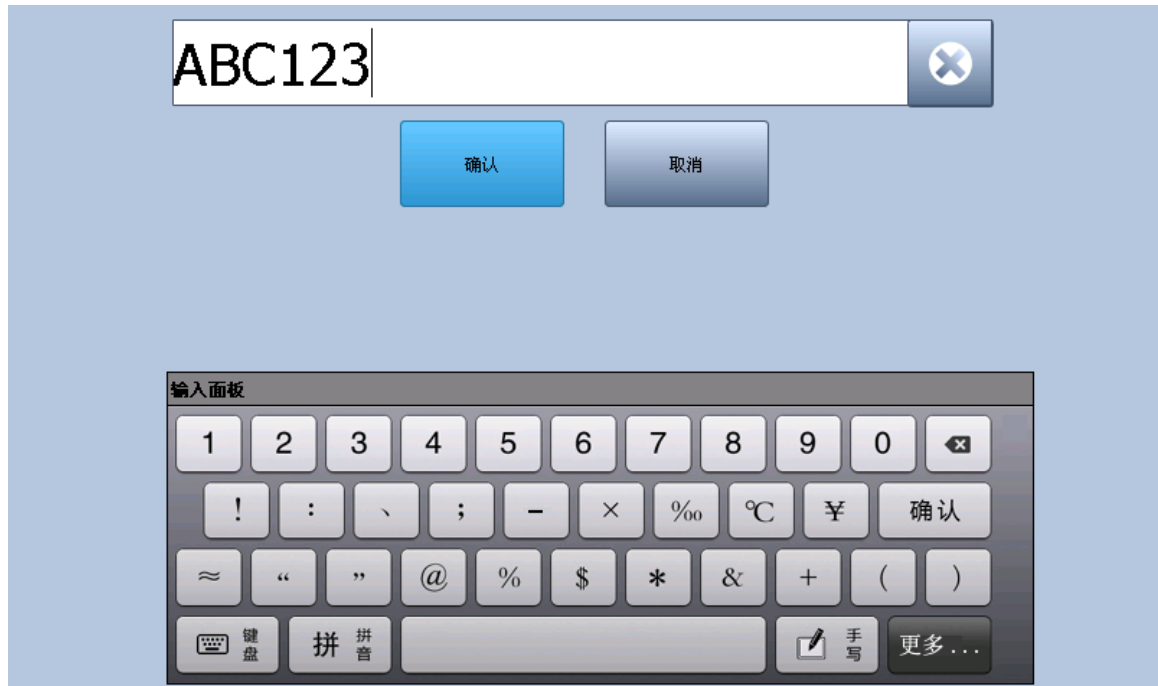 ABC123
确认 取消
输入面板
1 2 3 4 5 6 7 8 9 0
! : 、 ; － × ‰ ℃ ¥ 确认
≈ “ ” @ % $ * & + ( )
键盘 拼 拼音 手写 更多...